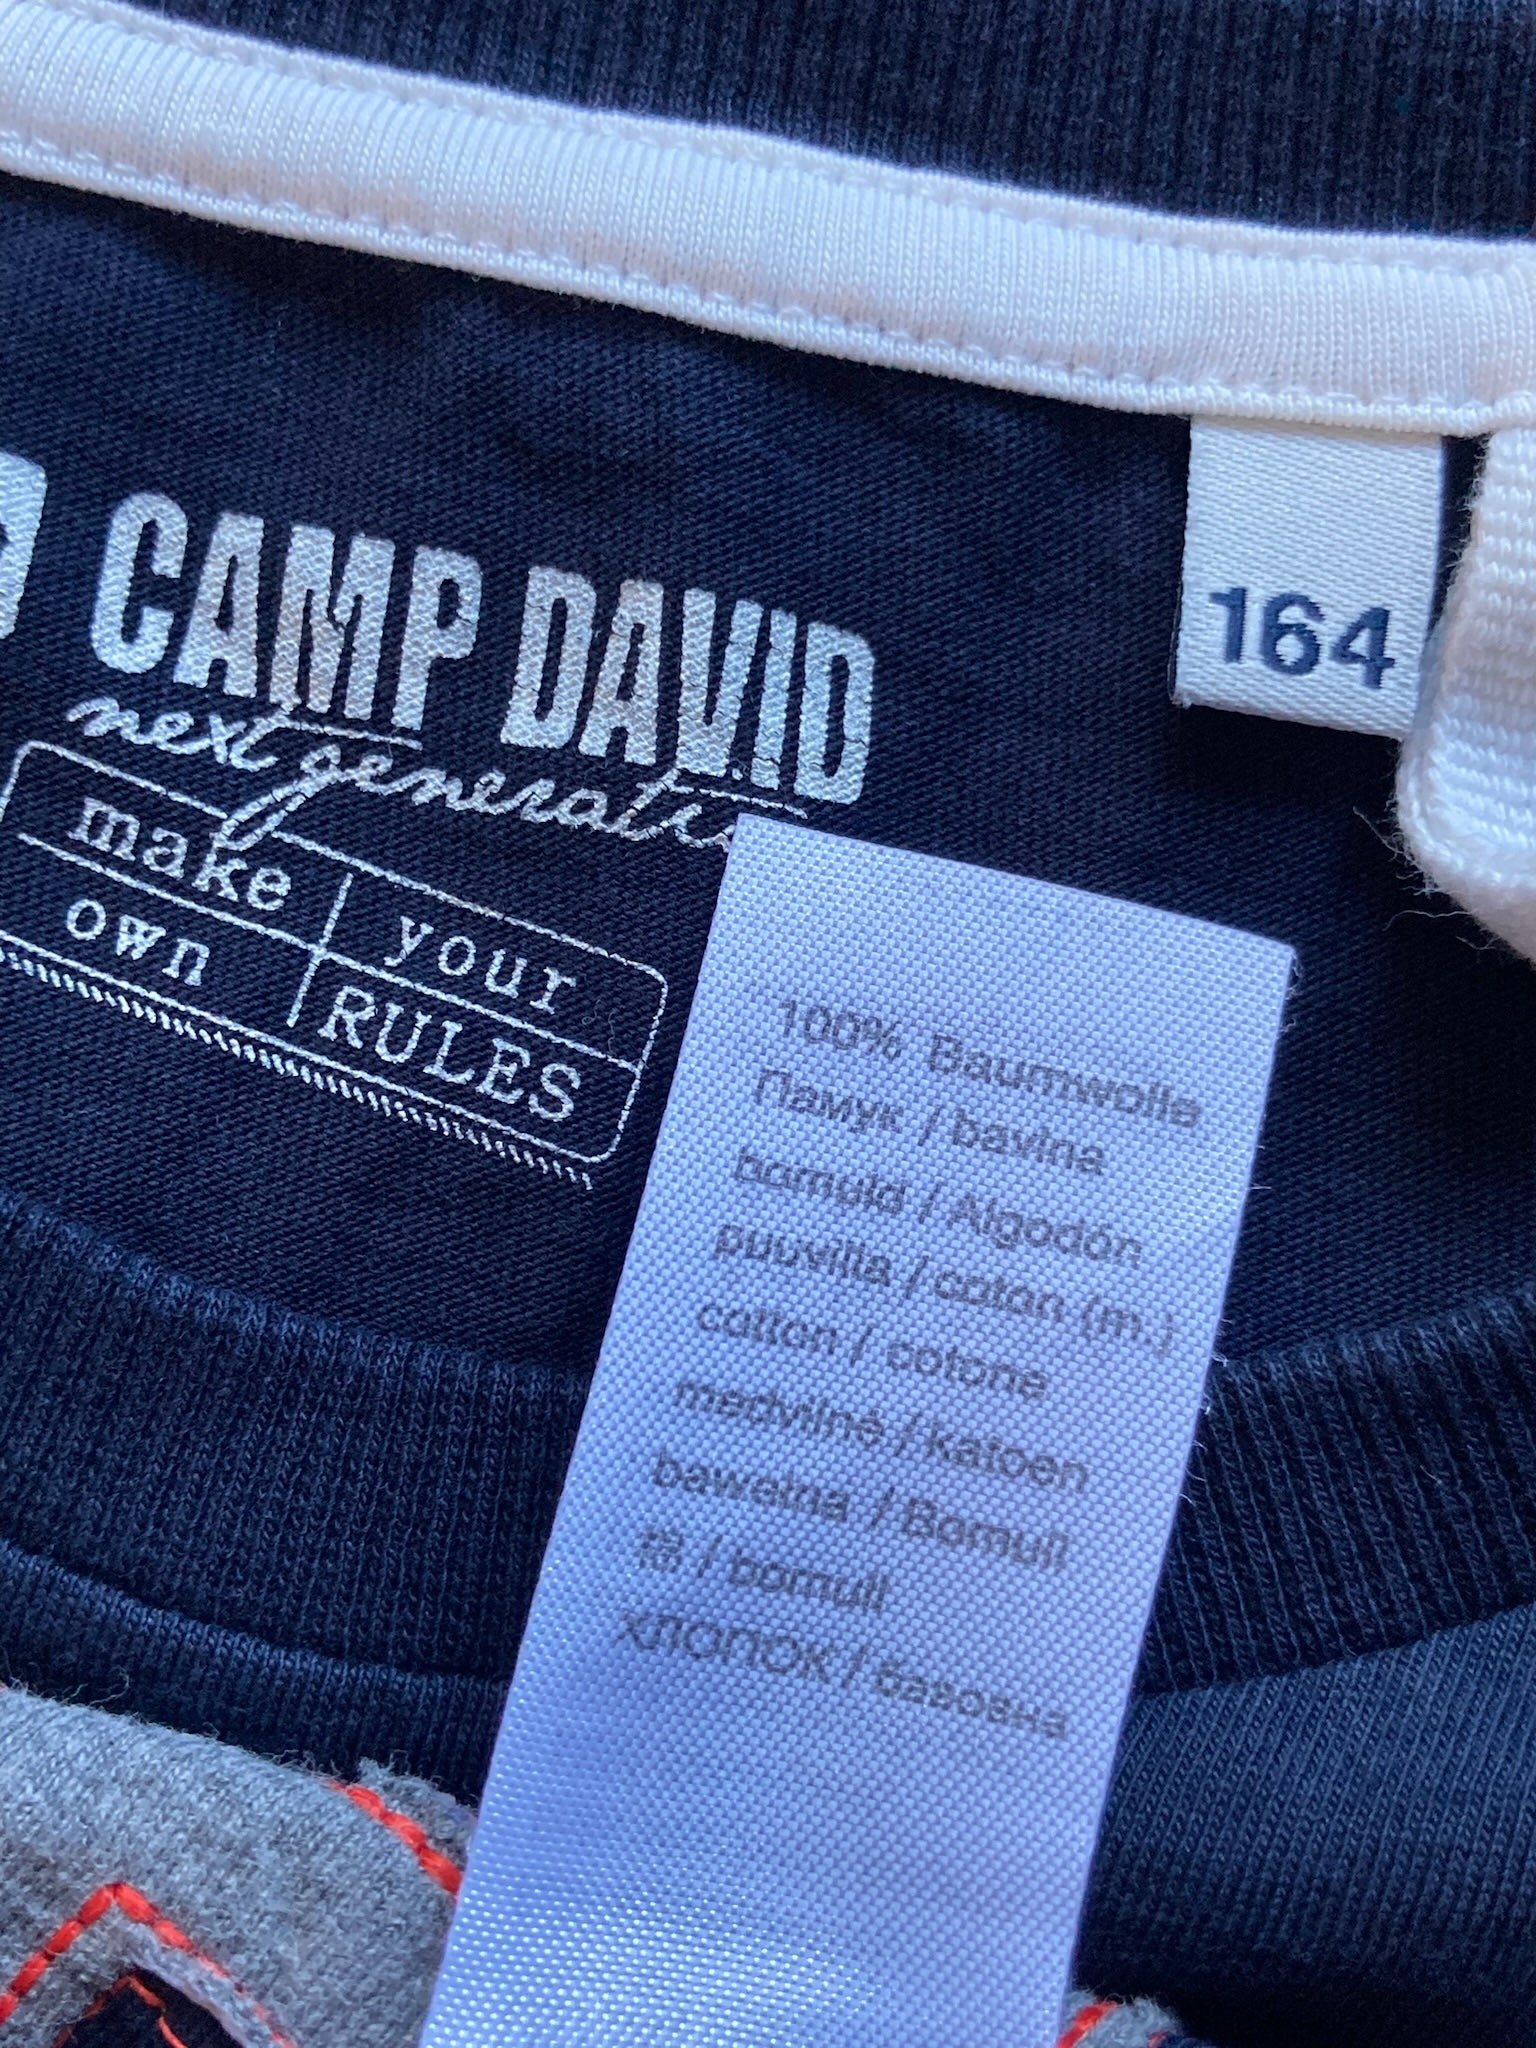 CAMP DAVID
164
next generati
make your
own RULES
100% Baumwolle
Памук / bavlna
bomuld / Algodón
puuvilla / coton (m.)
cotton / cotone
medvilnė / katoen
bawełna / Bomull
棉 / bomull
хлопок / бавовна